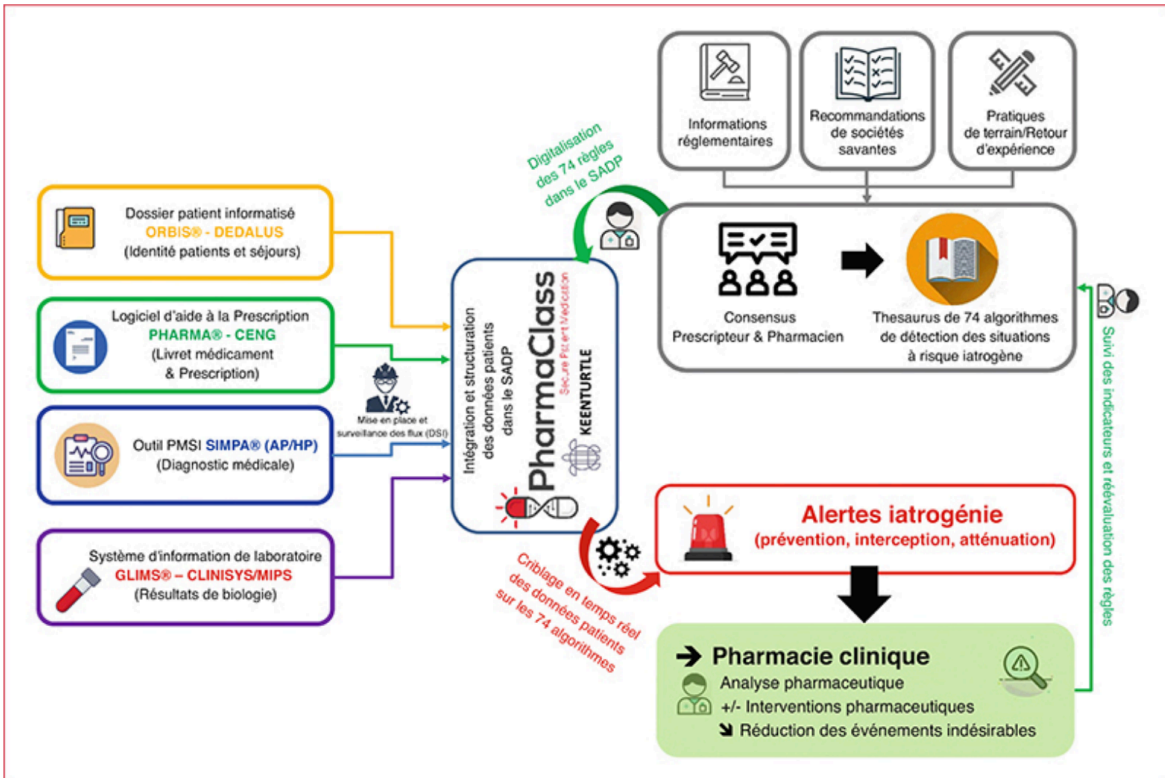 Informations
réglementaires
Recommandations
de sociétés
savantes
Pratiques
de terrain/Retour
d'expérience
Digitalisation
des 74 règles
dans le SADP
Dossier patient informatisé
ORBIS® - DEDALUS
(Identité patients et séjours)
Logiciel d'aide à la Prescription
PHARMA® - CENG
(Livret médicament
& Prescription)
Outil PMSI SIMPA® (AP/HP)
(Diagnostic médicale)
Système d'information de laboratoire
GLIMS® – CLINISYS/MIPS
(Résultats de biologie)
Mise en place et
surveillance des flux (DSI)
Intégration et structuration
des données patients
dans le SADP
PharmaClass
Secure Patient Medication
KEENTURTLE
Consensus
Prescripteur & Pharmacien
Thesaurus de 74 algorithmes
de détection des situations
à risque iatrogène
Suivi des indicateurs et réévaluation des règles
Criblage en temps réel
des données patients
sur les 74 algorithmes
Alertes iatrogénie
(prévention, interception, atténuation)
➔ Pharmacie clinique
Analyse pharmaceutique
+/- Interventions pharmaceutiques
➘ Réduction des événements indésirables